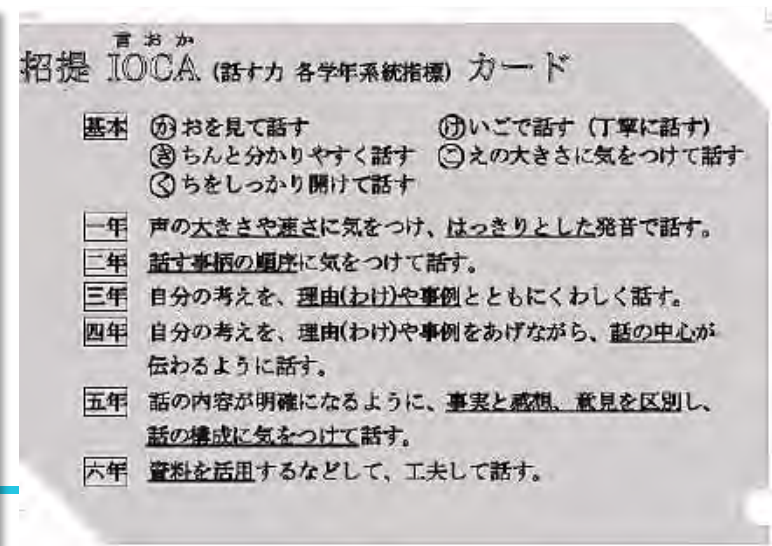 言おか
招提 IOCA (話す力 各学年系統指標) カード
基本 かおを見て話す けいごで話す (丁寧に話す)
きちんと分かりやすく話す こえの大きさに気をつけて話す
くちをしっかり開けて話す
一年 声の大きさや速さに気をつけ、はっきりとした発音で話す。
二年 話す事柄の順序に気をつけて話す。
三年 自分の考えを、理由(わけ)や事例とともにくわしく話す。
四年 自分の考えを、理由(わけ)や事例をあげながら、話の中心が
伝わるように話す。
五年 話の内容が明確になるように、事実と感想、意見を区別し、
話の構成に気をつけて話す。
六年 資料を活用するなどして、工夫して話す。